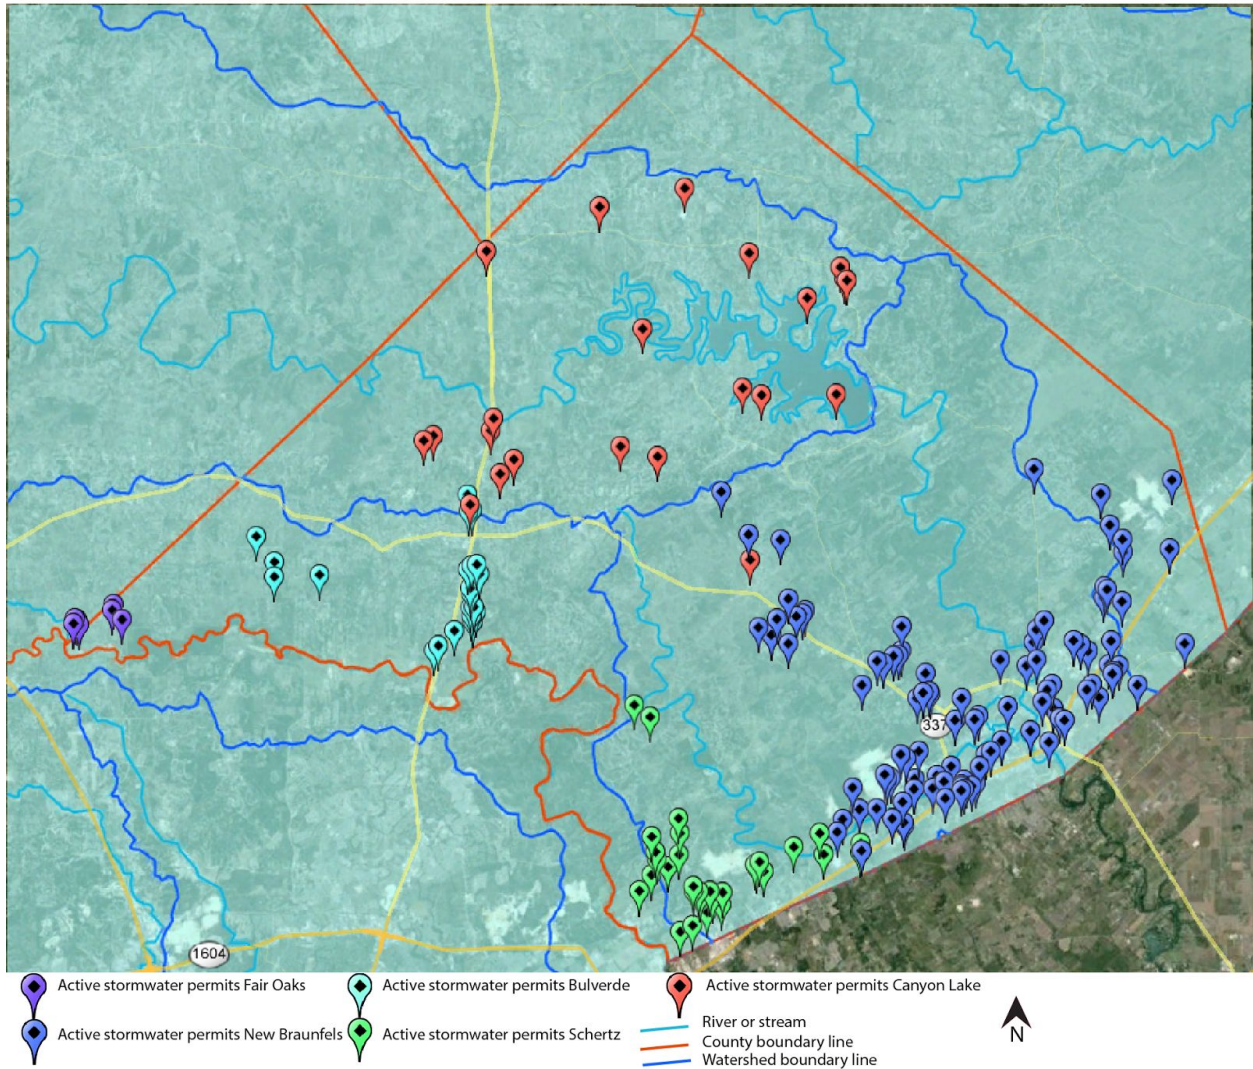 337
1604
Active stormwater permits Fair Oaks
Active stormwater permits Bulverde
Active stormwater permits Canyon Lake
Active stormwater permits New Braunfels
Active stormwater permits Schertz
River or stream
County boundary line
Watershed boundary line
N